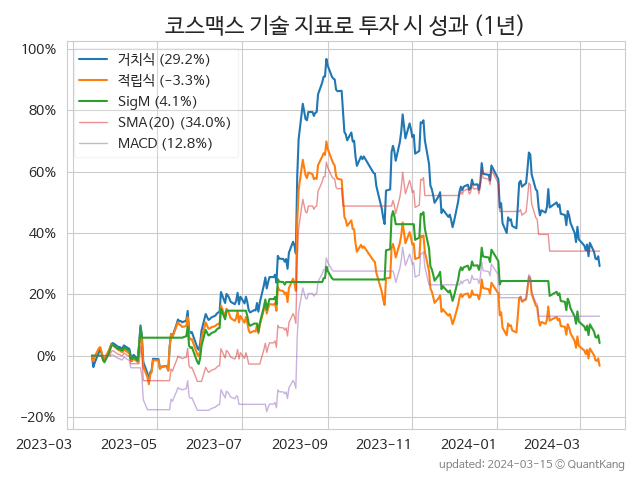 코스맥스 기술 지표로 투자 시 성과 (1년)
거치식 (29.2%)
적립식 (−3.3%)
SigM (4.1%)
SMA(20) (34.0%)
MACD (12.8%)
100%
80%
60%
40%
20%
0%
−20%
2023-03
2023-05
2023-07
2023-09
2023-11
2024-01
2024-03
updated: 2024-03-15 © QuantKang